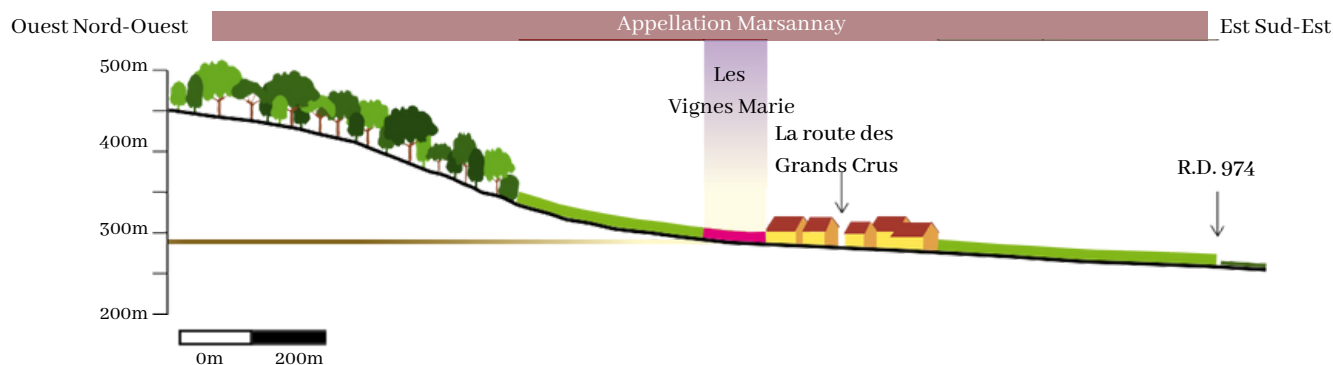 Appellation Marsannay
Ouest Nord-Ouest
Est Sud-Est
500m
Les
Vignes Marie
La route des
Grands Crus
400m
R.D. 974
300m
200m
0m
200m